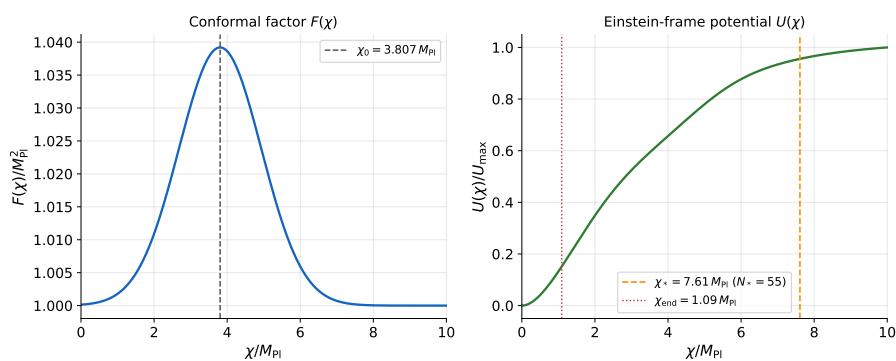 Conformal factor F(χ)
F(χ)/M²_Pl
1.040
1.035
1.030
1.025
1.020
1.015
1.010
1.005
1.000
χ₀ = 3.807 M_Pl
0 2 4 6 8 10
χ/M_Pl
Einstein-frame potential U(χ)
U(χ)/U_max
1.0
0.8
0.6
0.4
0.2
0.0
χ* = 7.61 M_Pl (N* = 55)
χ_end = 1.09 M_Pl
0 2 4 6 8 10
χ/M_Pl